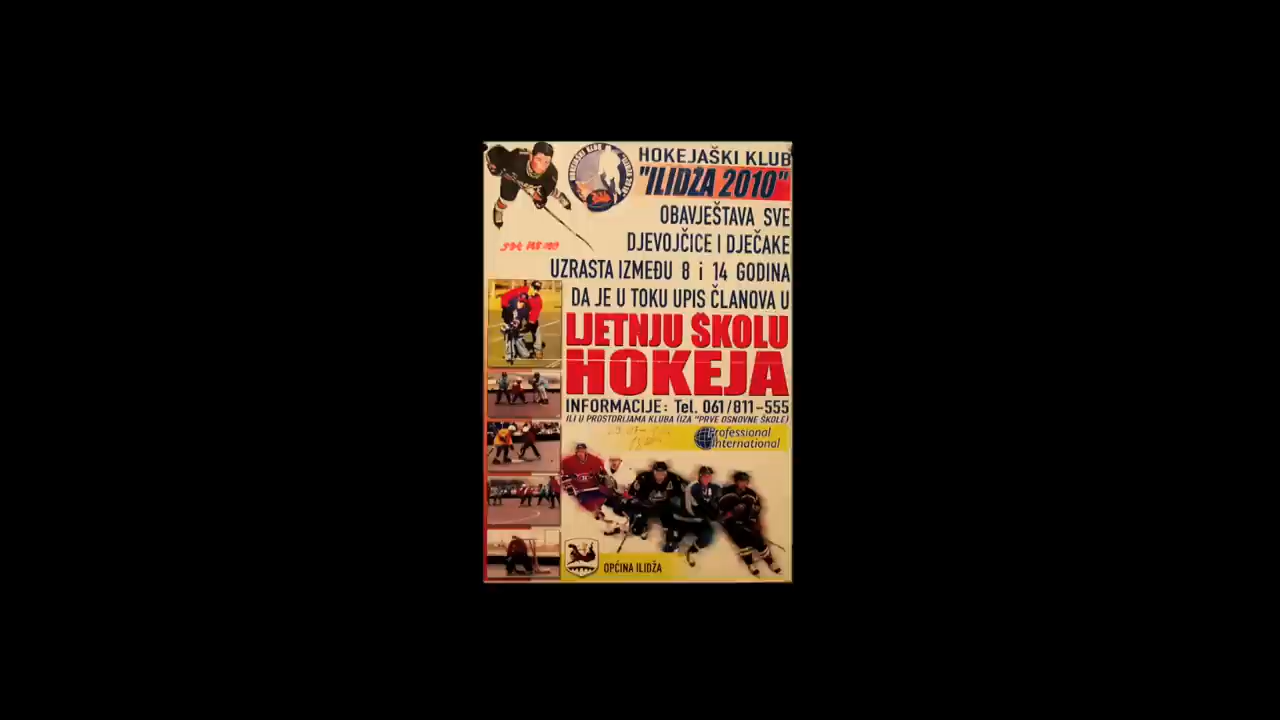 HOKEJAŠKI KLUB
"ILIDŽA 2010"
OBAVJEŠTAVA SVE
DJEVOJČICE I DJEČAKE
UZRASTA IZMEĐU 8 i 14 GODINA
DA JE U TOKU UPIS ČLANOVA U
LJETNJU ŠKOLU
HOKEJA
INFORMACIJE: Tel. 061/811-555
ILI U PROSTORIJAMA KLUBA (IZA "PRVE OSNOVNE ŠKOLE)
Professional
International
OPĆINA ILIDŽA